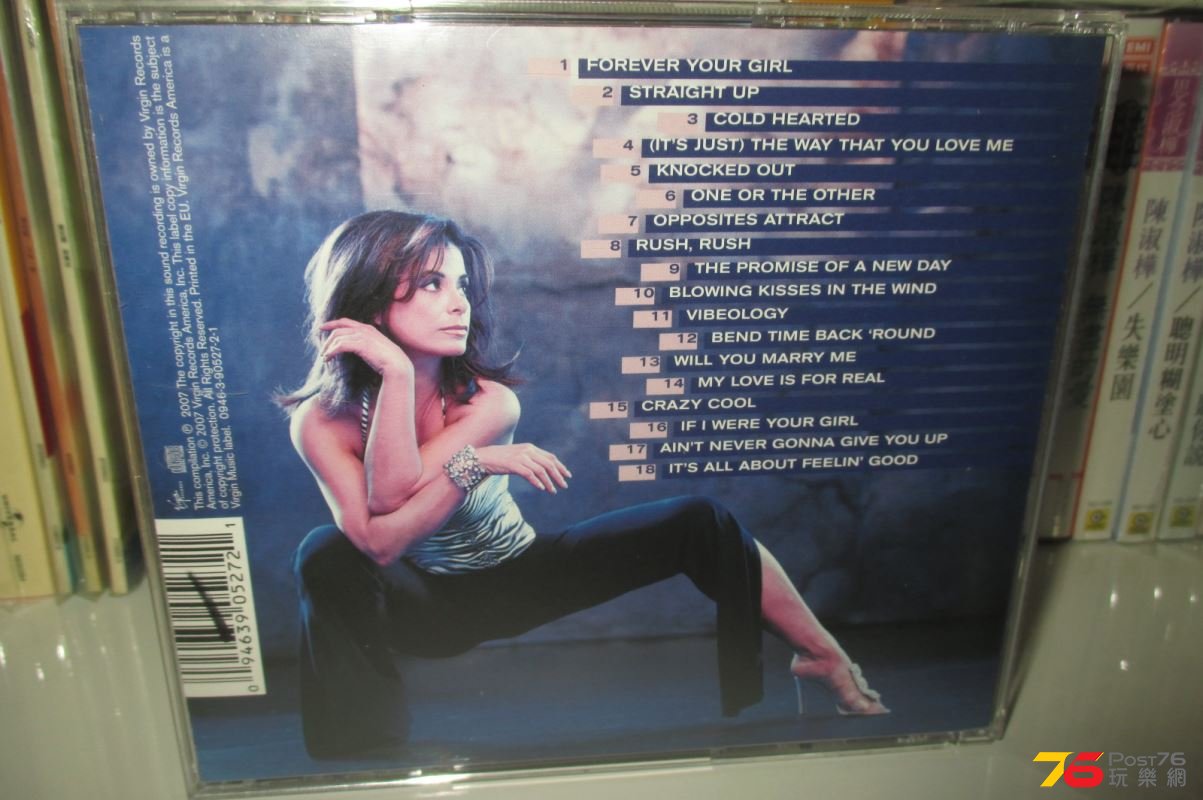 1 FOREVER YOUR GIRL
2 STRAIGHT UP
3 COLD HEARTED
4 (IT'S JUST) THE WAY THAT YOU LOVE ME
5 KNOCKED OUT
6 ONE OR THE OTHER
7 OPPOSITES ATTRACT
8 RUSH, RUSH
9 THE PROMISE OF A NEW DAY
10 BLOWING KISSES IN THE WIND
11 VIBEOLOGY
12 BEND TIME BACK ‘ROUND
13 WILL YOU MARRY ME
14 MY LOVE IS FOR REAL
15 CRAZY COOL
16 IF I WERE YOUR GIRL
17 AIN'T NEVER GONNA GIVE YOU UP
18 IT'S ALL ABOUT FEELIN' GOOD
This compilation ℗ 2007 The copyright in this sound recording is owned by Virgin Records
America, Inc. © 2007 Virgin Records America, Inc. This label copy information is the subject
of copyright protection. All Rights Reserved. Printed in the EU. Virgin Records America is a
Virgin Music label. 0946-3-90527-2-1
0 94639 05272 1
EMI
陳淑樺／失樂園
陳淑樺／聰明糊塗心
Post76
玩樂網